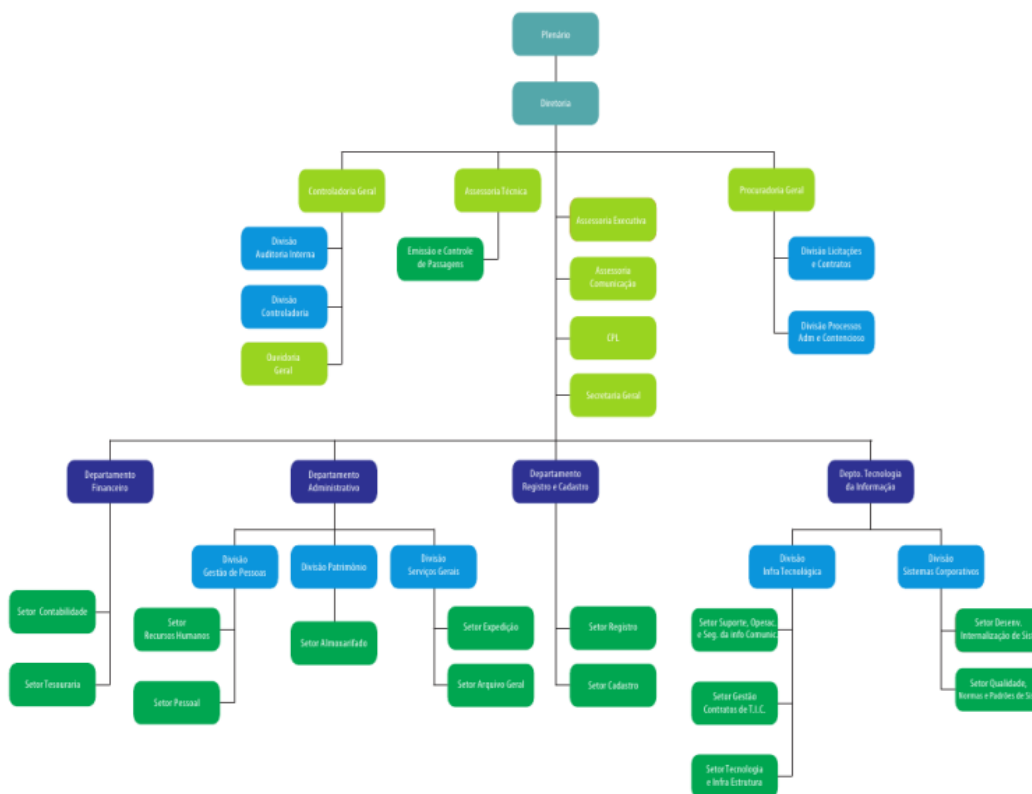 Plenário
Diretoria
Controladoria Geral
Assessoria Técnica
Procuradoria Geral
Assessoria Executiva
Divisão
Auditoria Interna
Emissão e Controle
de Passagens
Divisão Licitações
e Contratos
Assessoria
Comunicação
Divisão
Controladoria
CPL
Divisão Processos
Adm e Contencioso
Ouvidoria
Geral
Secretaria Geral
Departamento
Financeiro
Departamento
Administrativo
Departamento
Registro e Cadastro
Depto. Tecnologia
da Informação
Divisão
Gestão de Pessoas
Divisão Patrimônio
Divisão
Serviços Gerais
Divisão
Infra Tecnológica
Divisão
Sistemas Corporativos
Setor Contabilidade
Setor
Recursos Humanos
Setor Almoxarifado
Setor Expedição
Setor Registro
Setor Suporte, Operac.
e Seg. da info Comunic.
Setor Desenv.
Internalização de Sis
Setor Tesouraria
Setor Pessoal
Setor Arquivo Geral
Setor Cadastro
Setor Gestão
Contratos de T.I.C.
Setor Qualidade,
Normas e Padrões de Sis
Setor Tecnologia
e Infra Estrutura